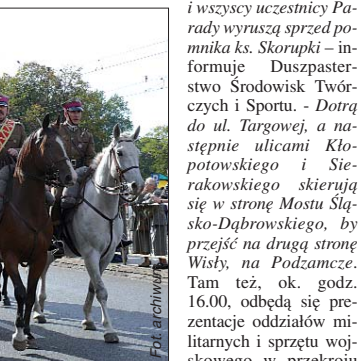 i wszyscy uczestnicy Pa-
rady wyruszą sprzed po-
mnika ks. Skorupki – in-
formuje Duszpaster-
stwo Środowisk Twór-
czych i Sportu. - Dotrą
do ul. Targowej, a na-
stępnie ulicami Kło-
potowskiego i Sie-
rakowskiego skierują
się w stronę Mostu Ślą-
sko-Dąbrowskiego, by
przejść na drugą stronę
Wisły, na Podzamcze.
Tam też, ok. godz.
16.00, odbędą się pre-
zentacje oddziałów mi-
litarnych i sprzętu woj-
skowego w przekroju
Fot. archiwum